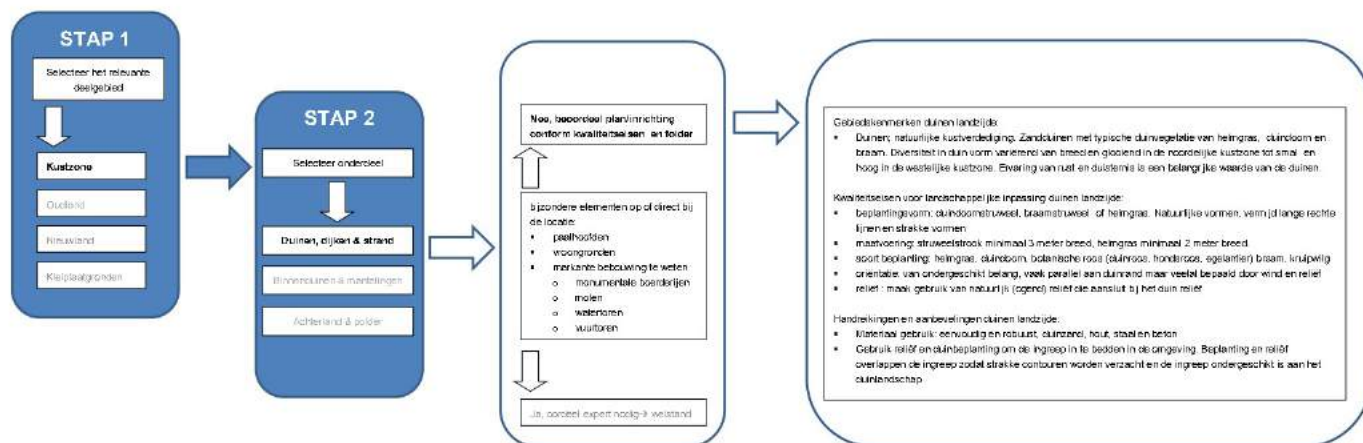 STAP 1
Selecteer het relevante
deelgebied
Kustzone
Oudland
Nieuwland
Kleiplaatgronden
STAP 2
Selecteer onderdeel
Duinen, dijken & strand
Binnenduinen & mantelingen
Achterland & polder
Nee, beoordeel plan/inrichting
conform kwaliteitseisen en folder
bijzondere elementen op of direct bij
de locatie:
▪ paalhoofden
▪ vroongronden
▪ markante bebouwing te weten
o monumentale boerderijen
o molen
o watertoren
o vuurtoren
Ja, oordeel expert nodig→ welstand
Gebiedskenmerken duinen landzijde:
▪ Duinen; natuurlijke kustverdediging. Zandduinen met typische duinvegetatie van helmgras, duindoorn en
braam. Diversiteit in duin vorm variërend van breed en glooiend in de noordelijke kustzone tot smal en
hoog in de westelijke kustzone. Ervaring van rust en duisternis is een belangrijke waarde van de duinen.
Kwaliteitseisen voor landschappelijke inpassing duinen landzijde:
▪ beplantingsvorm: duindoornstruweel, braamstruweel of helmgras. Natuurlijke vormen, vermijd lange rechte
lijnen en strakke vormen
▪ maatvoering: struweelstrook minimaal 3 meter breed, helmgras minimaal 2 meter breed.
▪ soort beplanting: helmgras, duindoorn, botanische roos (duinroos, hondsroos, egelantier) braam, kruipwilg
▪ orientatie: van ondergeschikt belang, vaak parallel aan duinrand maar veelal bepaald door wind en reliëf
▪ reliëf : maak gebruik van natuurlijk (ogend) reliëf die aansluit bij het duin reliëf
Handreikingen en aanbevelingen duinen landzijde:
▪ Materiaal gebruik: eenvoudig en robuust, duinzand, hout, staal en beton
▪ Gebruik reliëf en duinbeplanting om de ingreep in te bedden in de omgeving. Beplanting en reliëf
overlappen de ingreep zodat strakke contouren worden verzacht en de ingreep ondergeschikt is aan het
duinlandschap